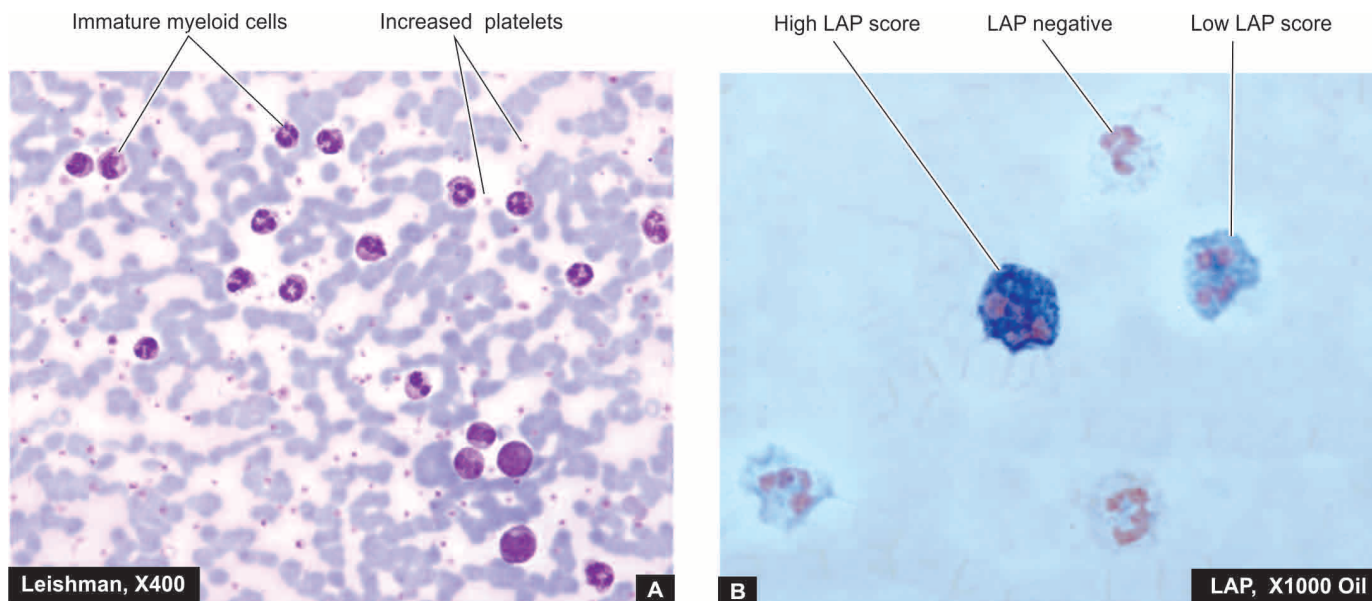 Immature myeloid cells
Increased platelets
High LAP score
LAP negative
Low LAP score
Leishman, X400
A
B
LAP, X1000 Oil